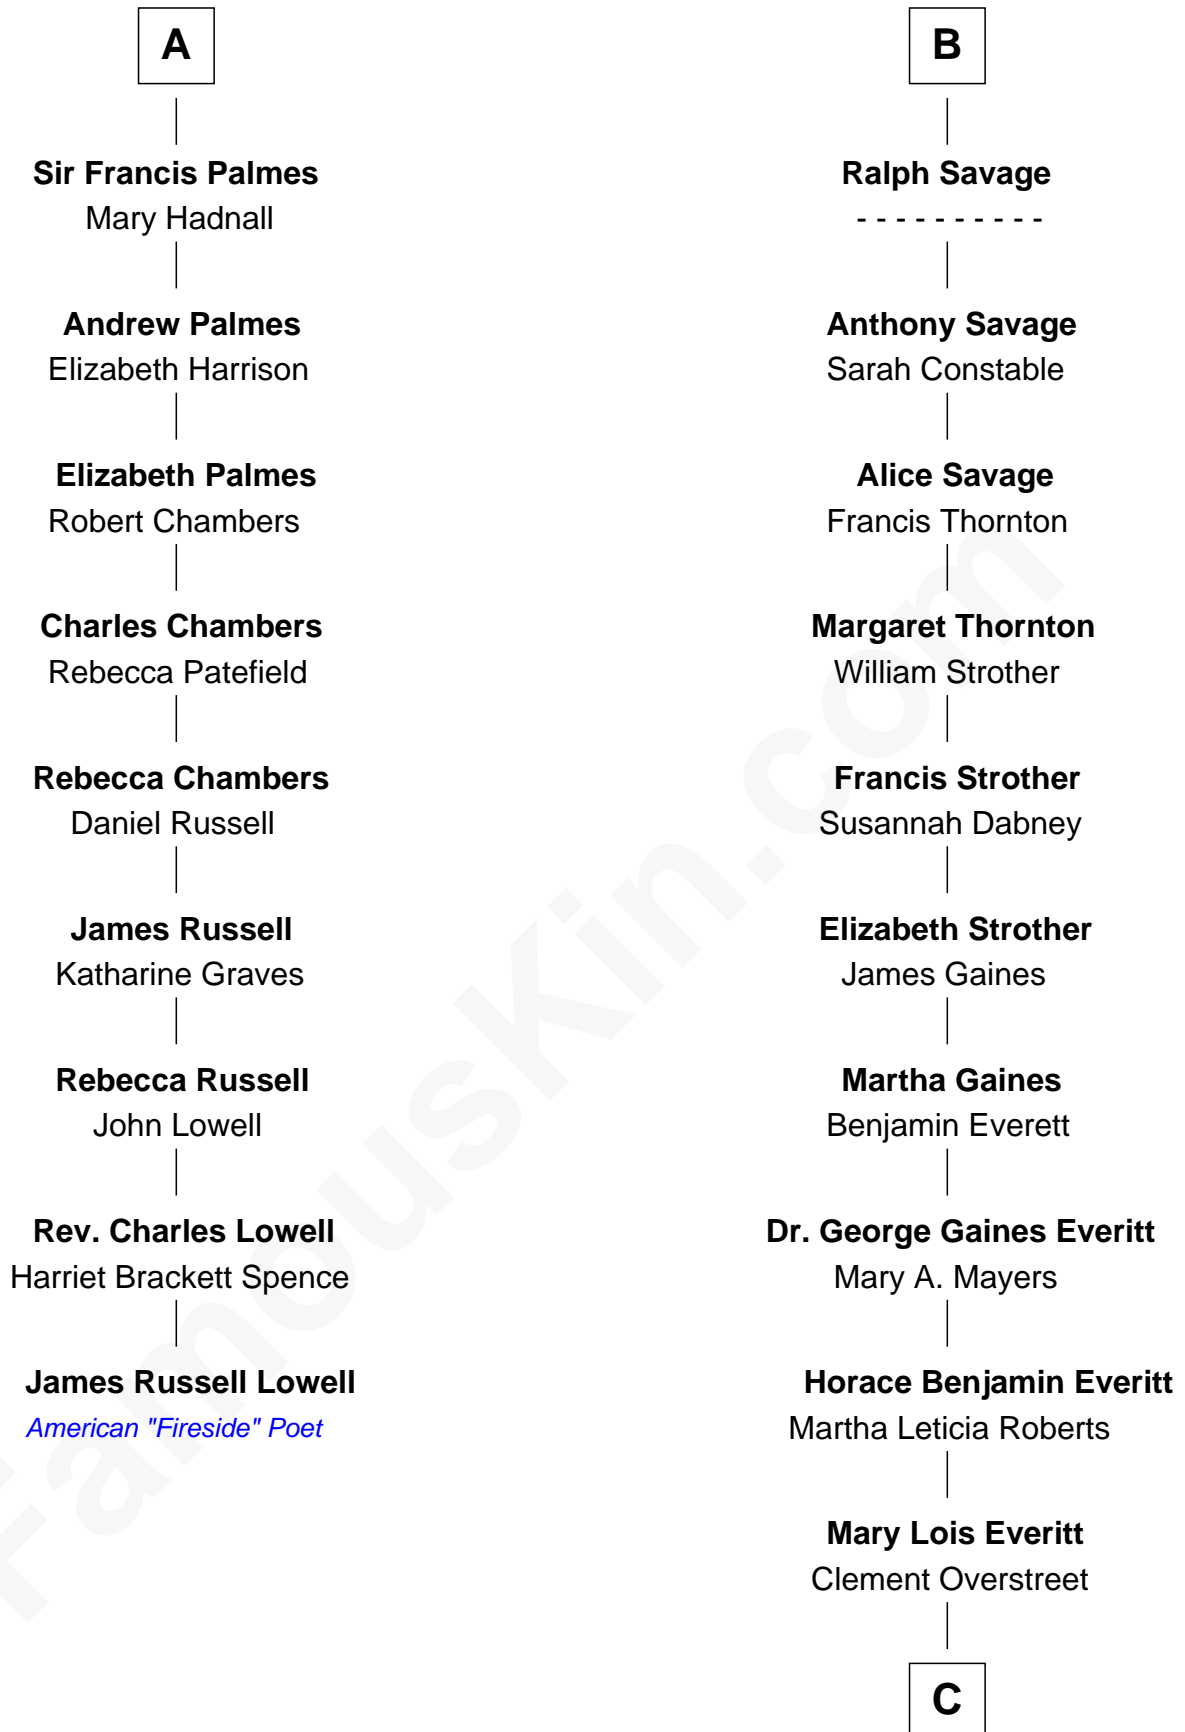 A
Sir Francis Palmes
Mary Hadnall
Andrew Palmes
Elizabeth Harrison
Elizabeth Palmes
Robert Chambers
Charles Chambers
Rebecca Patefield
Rebecca Chambers
Daniel Russell
James Russell
Katharine Graves
Rebecca Russell
John Lowell
Rev. Charles Lowell
Harriet Brackett Spence
James Russell Lowell
American "Fireside" Poet
B
Ralph Savage
- - - - - - - - - -
Anthony Savage
Sarah Constable
Alice Savage
Francis Thornton
Margaret Thornton
William Strother
Francis Strother
Susannah Dabney
Elizabeth Strother
James Gaines
Martha Gaines
Benjamin Everett
Dr. George Gaines Everitt
Mary A. Mayers
Horace Benjamin Everitt
Martha Leticia Roberts
Mary Lois Everitt
Clement Overstreet
C
FamousKin.com